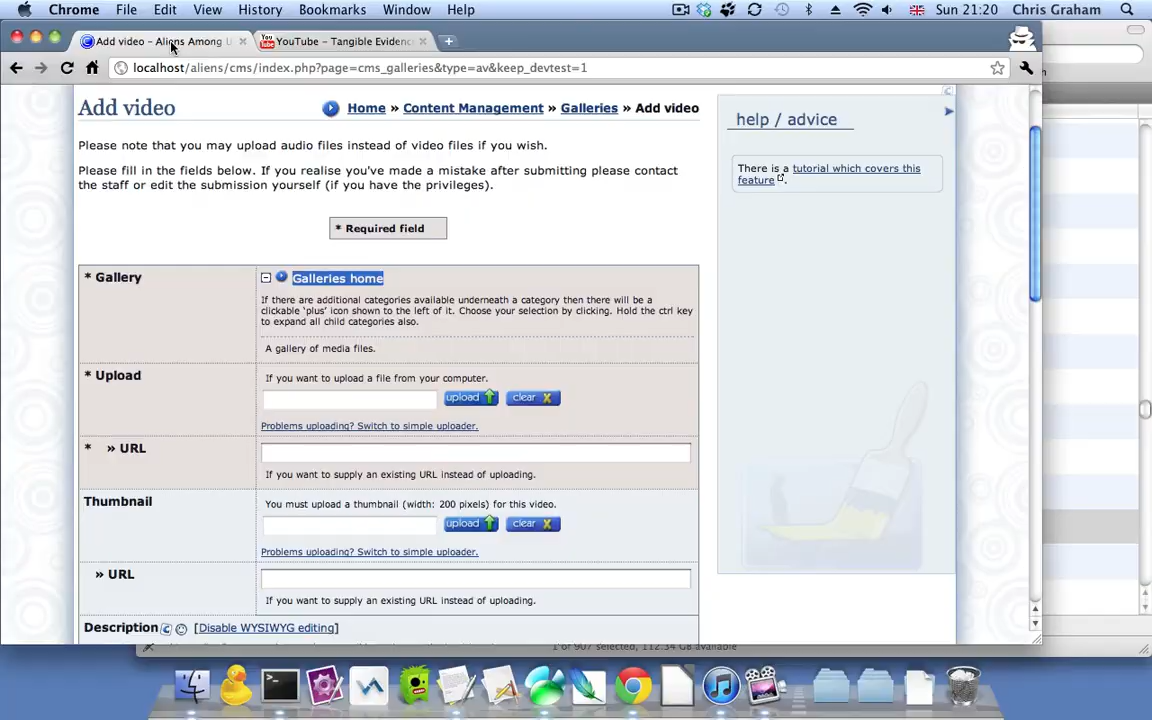 Chrome File Edit View History Bookmarks Window Help Sun 21:20 Chris Graham
Add video – Aliens Among U
You Tube YouTube – Tangible Evidenc
localhost/aliens/cms/index.php?page=cms_galleries&type=av&keep_devtest=1
Add video
Home » Content Management » Galleries » Add video
Please note that you may upload audio files instead of video files if you wish.
Please fill in the fields below. If you realise you've made a mistake after submitting please contact
the staff or edit the submission yourself (if you have the privileges).
* Required field
* Gallery
Galleries home
If there are additional categories available underneath a category then there will be a
clickable 'plus' icon shown to the left of it. Choose your selection by clicking. Hold the ctrl key
to expand all child categories also.
A gallery of media files.
* Upload
If you want to upload a file from your computer.
upload clear X
Problems uploading? Switch to simple uploader.
* » URL
If you want to supply an existing URL instead of uploading.
Thumbnail
You must upload a thumbnail (width: 200 pixels) for this video.
upload clear X
Problems uploading? Switch to simple uploader.
» URL
If you want to supply an existing URL instead of uploading.
Description [Disable WYSIWYG editing]
help / advice
There is a tutorial which covers this
feature .
1 of 907 selected, 112.34 GB available